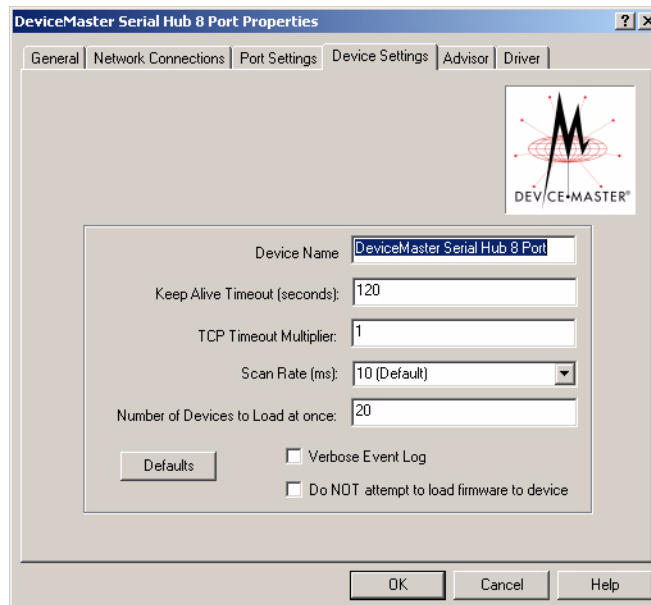 DeviceMaster Serial Hub 8 Port Properties
General Network Connections Port Settings Device Settings Advisor Driver
DEVICE•MASTER®
Device Name DeviceMaster Serial Hub 8 Port
Keep Alive Timeout (seconds): 120
TCP Timeout Multiplier: 1
Scan Rate (ms): 10 (Default)
Number of Devices to Load at once: 20
Defaults
Verbose Event Log
Do NOT attempt to load firmware to device
OK Cancel Help